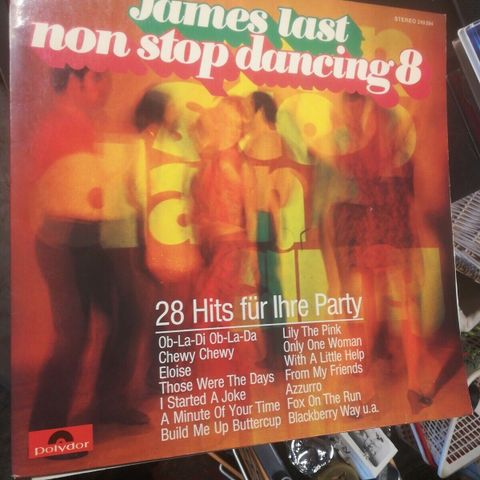 James last
STEREO 249 294
non stop dancing 8
28 Hits für Ihre Party
Ob-La-Di Ob-La-Da
Chewy Chewy
Eloise
Those Were The Days
I Started A Joke
A Minute Of Your Time
Build Me Up Buttercup
Lily The Pink
Only One Woman
With A Little Help
From My Friends
Azzurro
Fox On The Run
Blackberry Way u.a.
Polydor